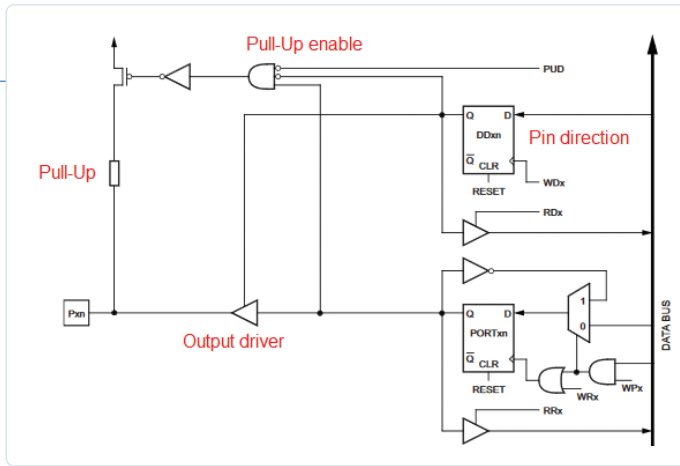 Pull-Up enable
PUD
Q D
DDxn
Q
CLR
Pin direction
WDx
RESET
Pull-Up
RDx
1
Pxn
Q D
0
PORTxn
Output driver
Q
CLR
DATA BUS
RESET
WRx
WPx
RRx